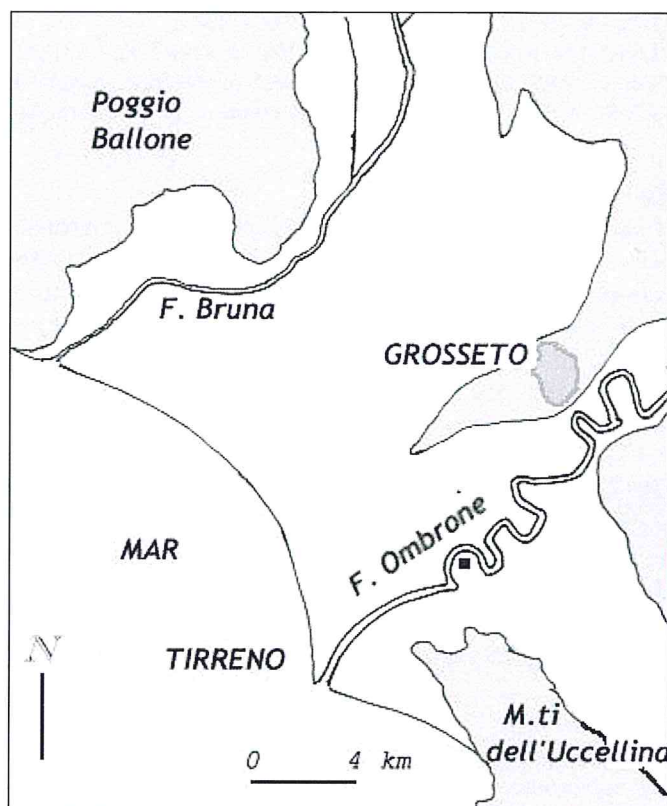 Poggio
Ballone
F. Bruna
GROSSETO
F. Ombrone
MAR
TIRRENO
N
M.ti
dell'Uccellina
0 4 km